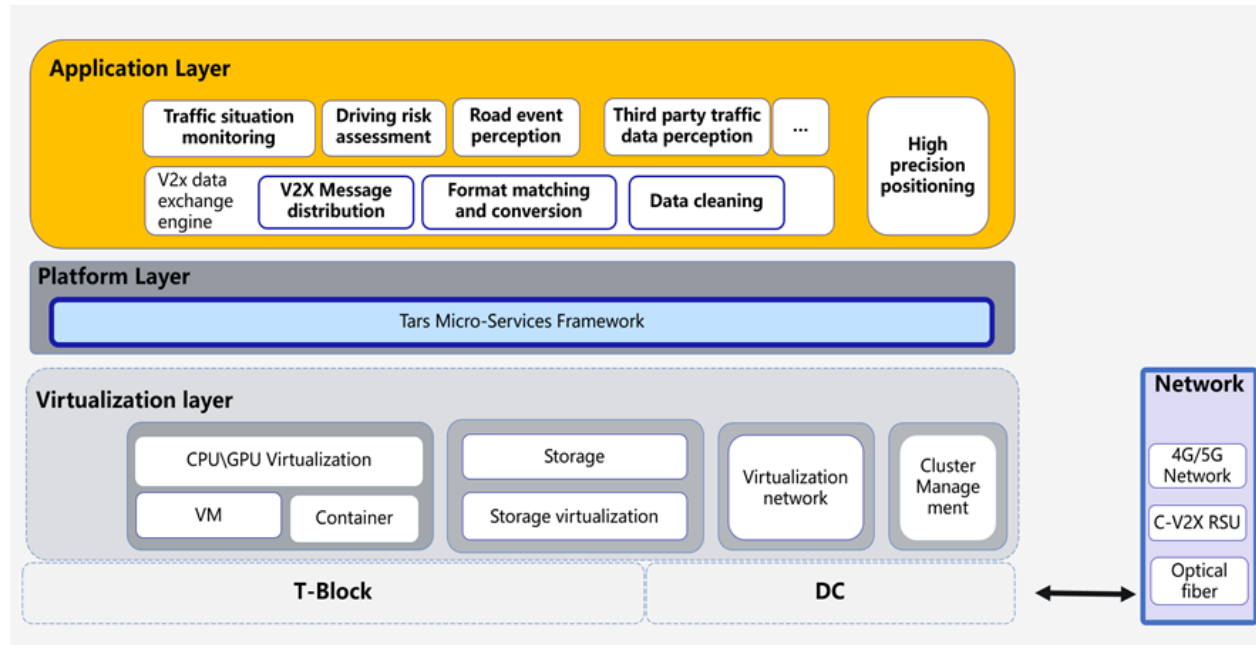 Application Layer
Traffic situation
monitoring
Driving risk
assessment
Road event
perception
Third party traffic
data perception
...
High
precision
positioning
V2x data
exchange
engine
V2X Message
distribution
Format matching
and conversion
Data cleaning
Platform Layer
Tars Micro-Services Framework
Virtualization layer
CPU\GPU Virtualization
VM
Container
Storage
Storage virtualization
Virtualization
network
Cluster
Manage
ment
T-Block
DC
Network
4G/5G
Network
C-V2X RSU
Optical
fiber